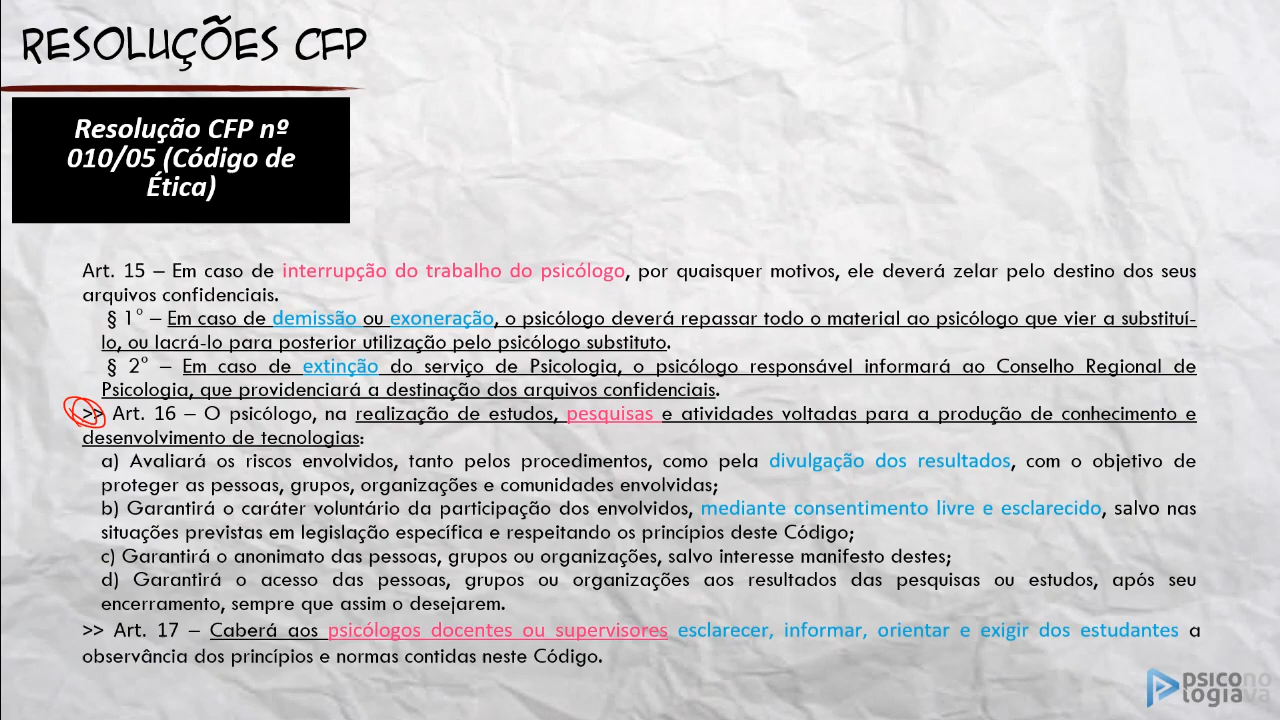 RESOLUÇÕES CFP
Resolução CFP nº
010/05 (Código de
Ética)
Art. 15 – Em caso de interrupção do trabalho do psicólogo, por quaisquer motivos, ele deverá zelar pelo destino dos seus
arquivos confidenciais.
§ 1° – Em caso de demissão ou exoneração, o psicólogo deverá repassar todo o material ao psicólogo que vier a substituí-
lo, ou lacrá-lo para posterior utilização pelo psicólogo substituto.
§ 2° – Em caso de extinção do serviço de Psicologia, o psicólogo responsável informará ao Conselho Regional de
Psicologia, que providenciará a destinação dos arquivos confidenciais.
>> Art. 16 – O psicólogo, na realização de estudos, pesquisas e atividades voltadas para a produção de conhecimento e
desenvolvimento de tecnologias:
a) Avaliará os riscos envolvidos, tanto pelos procedimentos, como pela divulgação dos resultados, com o objetivo de
proteger as pessoas, grupos, organizações e comunidades envolvidas;
b) Garantirá o caráter voluntário da participação dos envolvidos, mediante consentimento livre e esclarecido, salvo nas
situações previstas em legislação específica e respeitando os princípios deste Código;
c) Garantirá o anonimato das pessoas, grupos ou organizações, salvo interesse manifesto destes;
d) Garantirá o acesso das pessoas, grupos ou organizações aos resultados das pesquisas ou estudos, após seu
encerramento, sempre que assim o desejarem.
>> Art. 17 – Caberá aos psicólogos docentes ou supervisores esclarecer, informar, orientar e exigir dos estudantes a
observância dos princípios e normas contidas neste Código.
psicono
logiava